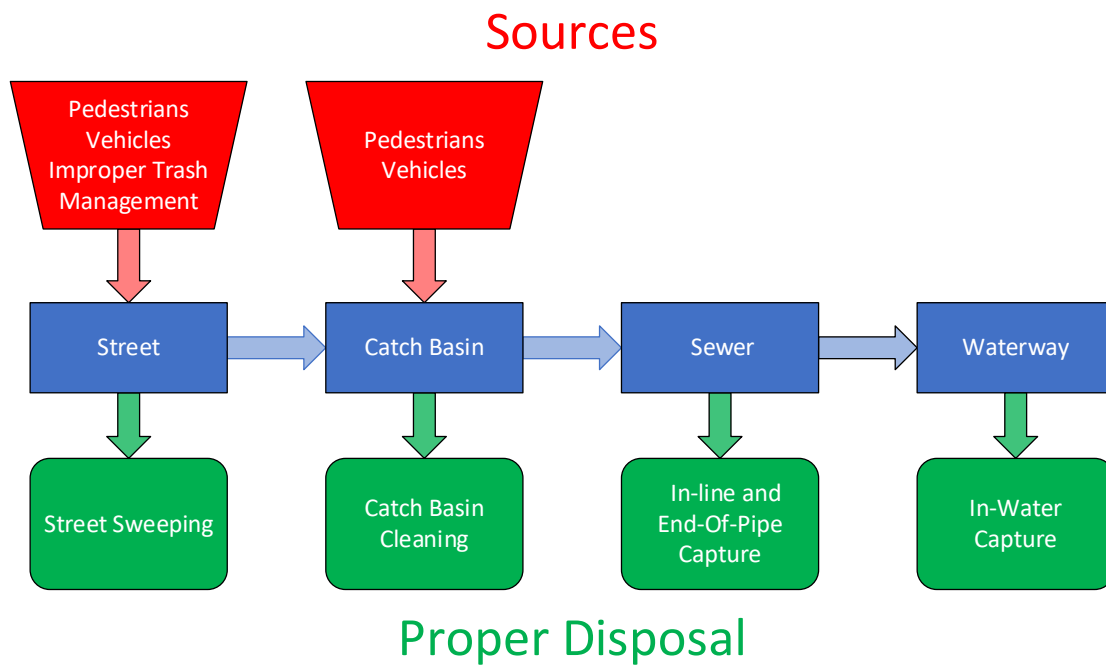 Sources
Pedestrians
Vehicles
Improper Trash
Management
Pedestrians
Vehicles
Street
Catch Basin
Sewer
Waterway
Street Sweeping
Catch Basin
Cleaning
In-line and
End-Of-Pipe
Capture
In-Water
Capture
Proper Disposal